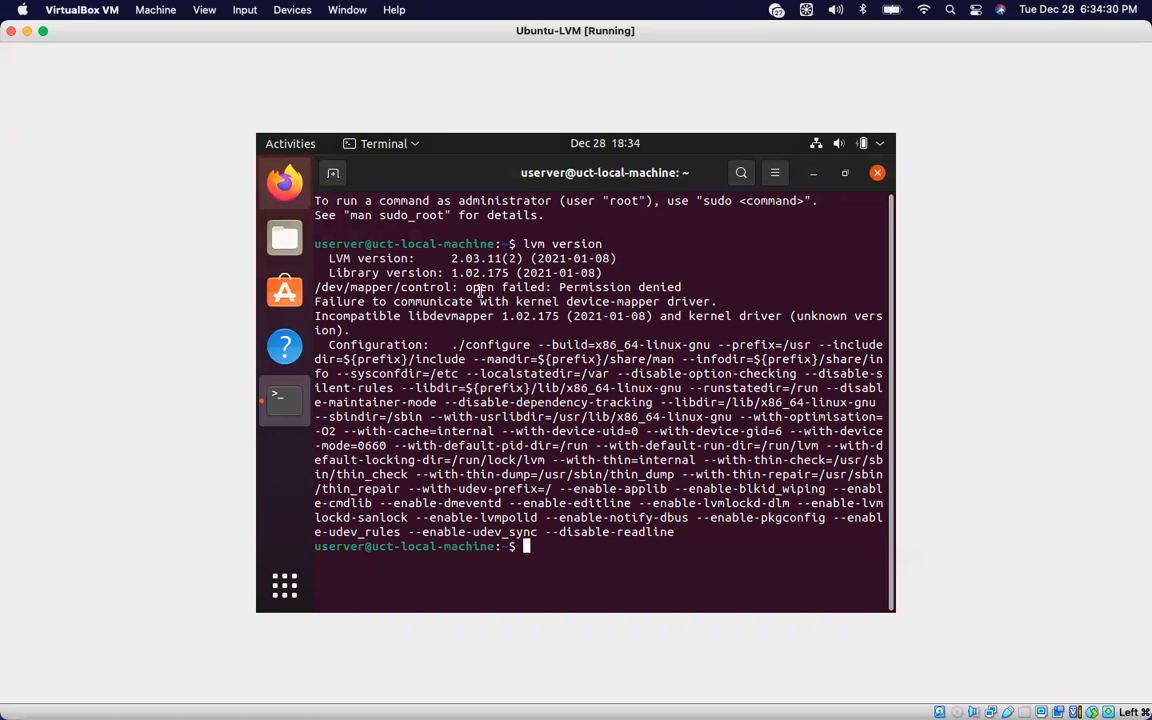 VirtualBox VM Machine View Input Devices Window Help 27 Tue Dec 28 6:34:30 PM
Ubuntu-LVM [Running]
Activities Terminal Dec 28 18:34
userver@uct-local-machine: ~
To run a command as administrator (user "root"), use "sudo <command>".
See "man sudo_root" for details.
userver@uct-local-machine:~$ lvm version
LVM version: 2.03.11(2) (2021-01-08)
Library version: 1.02.175 (2021-01-08)
/dev/mapper/control: open failed: Permission denied
Failure to communicate with kernel device-mapper driver.
Incompatible libdevmapper 1.02.175 (2021-01-08) and kernel driver (unknown vers
ion).
Configuration: ./configure --build=x86_64-linux-gnu --prefix=/usr --include
dir=${prefix}/include --mandir=${prefix}/share/man --infodir=${prefix}/share/in
fo --sysconfdir=/etc --localstatedir=/var --disable-option-checking --disable-s
ilent-rules --libdir=${prefix}/lib/x86_64-linux-gnu --runstatedir=/run --disabl
e-maintainer-mode --disable-dependency-tracking --libdir=/lib/x86_64-linux-gnu
--sbindir=/sbin --with-usrlibdir=/usr/lib/x86_64-linux-gnu --with-optimisation=
-O2 --with-cache=internal --with-device-uid=0 --with-device-gid=6 --with-device
-mode=0660 --with-default-pid-dir=/run --with-default-run-dir=/run/lvm --with-d
efault-locking-dir=/run/lock/lvm --with-thin=internal --with-thin-check=/usr/sb
in/thin_check --with-thin-dump=/usr/sbin/thin_dump --with-thin-repair=/usr/sbin
/thin_repair --with-udev-prefix=/ --enable-applib --enable-blkid_wiping --enabl
e-cmdlib --enable-dmeventd --enable-editline --enable-lvmlockd-dlm --enable-lvm
lockd-sanlock --enable-lvmpolld --enable-notify-dbus --enable-pkgconfig --enabl
e-udev_rules --enable-udev_sync --disable-readline
userver@uct-local-machine:~$
Left ⌘